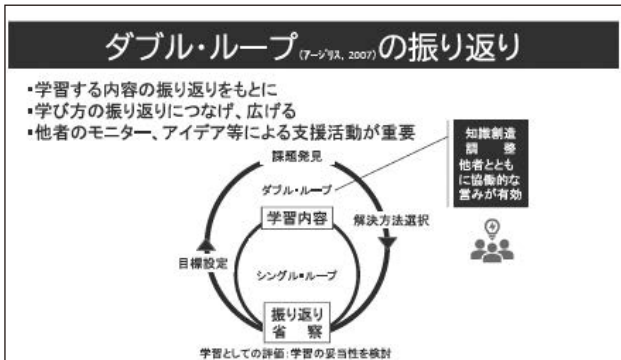 ダブル・ループ(アージリス, 2007)の振り返り
▪学習する内容の振り返りをもとに
▪学び方の振り返りにつなげ、広げる
▪他者のモニター、アイデア等による支援活動が重要
知識創造
調 整
他者ととも
に協働的な
営みが有効
課題発見
ダブル・ループ
学習内容
解決方法選択
目標設定
シングル・ループ
振り返り
省 察
学習としての評価:学習の妥当性を検討